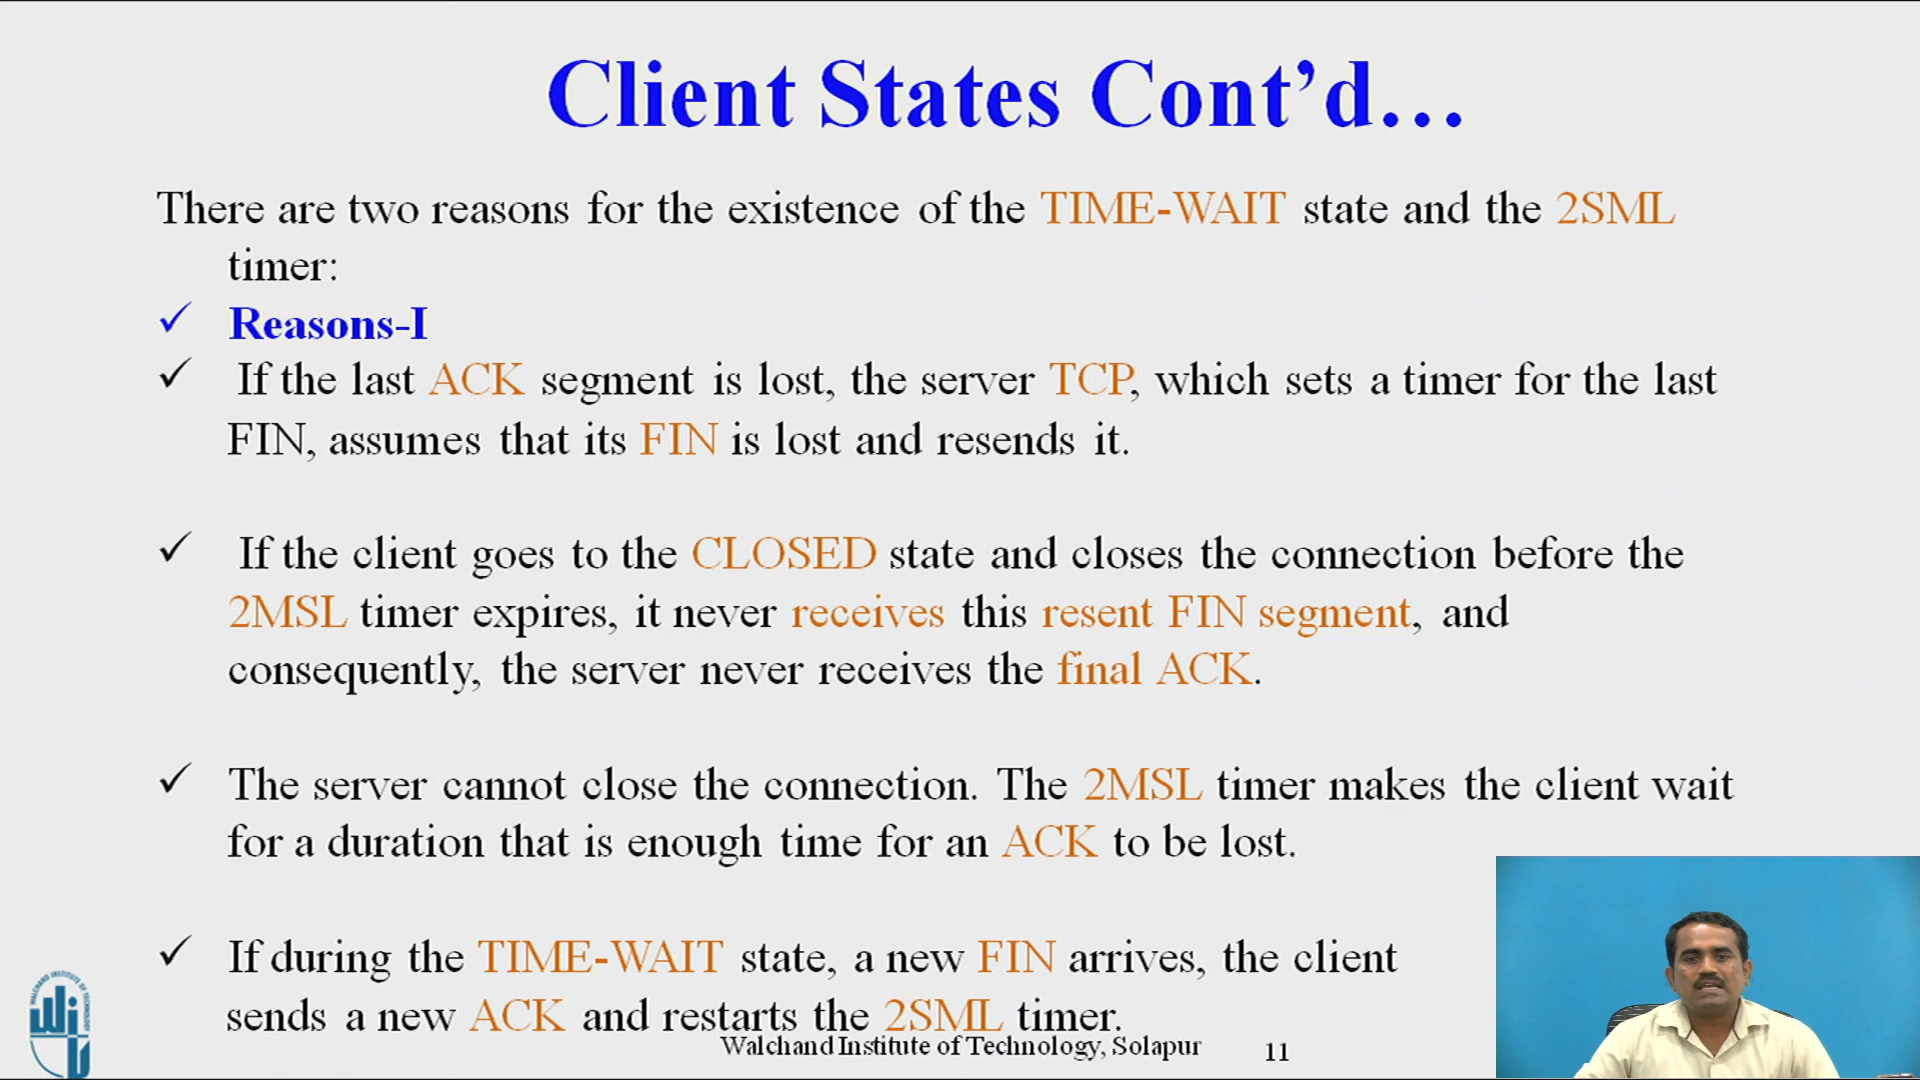 Client States Cont’d…
There are two reasons for the existence of the TIME-WAIT state and the 2SML
timer:
✓ Reasons-I
✓ If the last ACK segment is lost, the server TCP, which sets a timer for the last
FIN, assumes that its FIN is lost and resends it.
✓ If the client goes to the CLOSED state and closes the connection before the
2MSL timer expires, it never receives this resent FIN segment, and
consequently, the server never receives the final ACK.
✓ The server cannot close the connection. The 2MSL timer makes the client wait
for a duration that is enough time for an ACK to be lost.
✓ If during the TIME-WAIT state, a new FIN arrives, the client
sends a new ACK and restarts the 2SML timer.
WALCHAND INSTITUTE OF TECHNOLOGY
Walchand Institute of Technology, Solapur 11